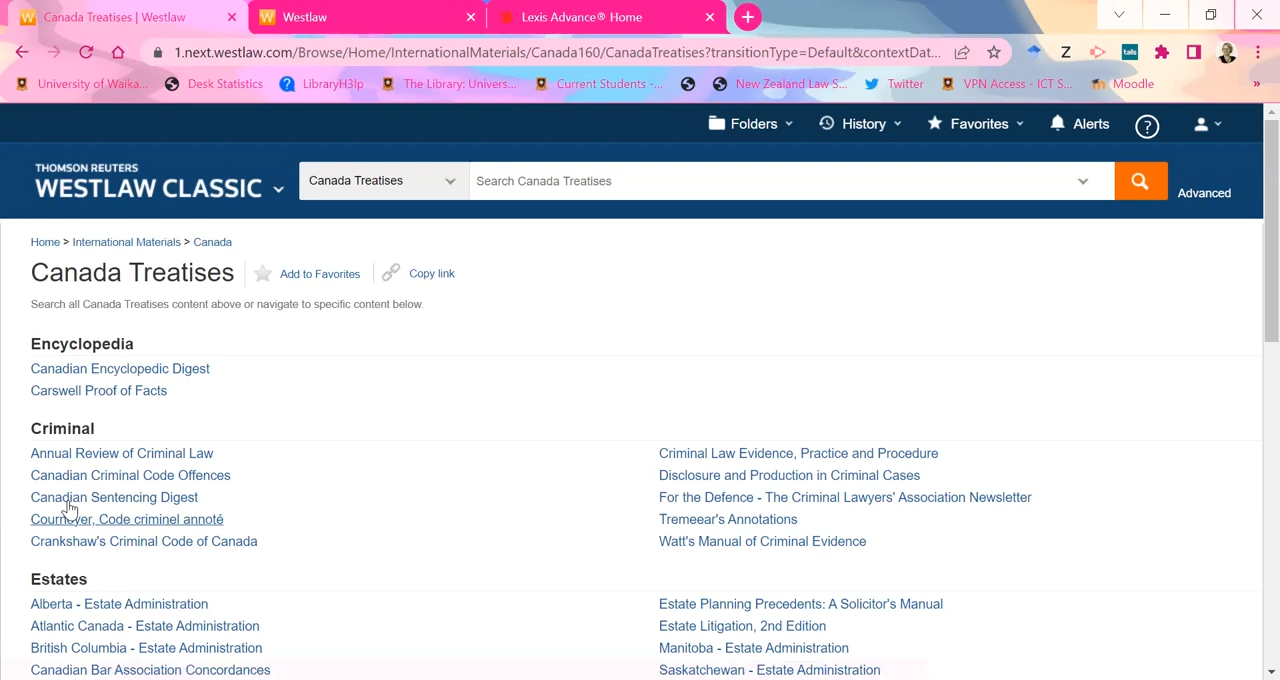 Canada Treatises | Westlaw
Westlaw
Lexis Advance® Home
1.next.westlaw.com/Browse/Home/InternationalMaterials/Canada160/CanadaTreatises?transitionType=Default&contextDat...
University of Waika...
Desk Statistics
LibraryH3lp
The Library: Univers...
Current Students -...
New Zealand Law S...
Twitter
VPN Access - ICT S...
Moodle
Folders
History
Favorites
Alerts
THOMSON REUTERS
WESTLAW CLASSIC
Canada Treatises
Search Canada Treatises
Advanced
Home > International Materials > Canada
Canada Treatises
Add to Favorites
Copy link
Search all Canada Treatises content above or navigate to specific content below.
Encyclopedia
Canadian Encyclopedic Digest
Carswell Proof of Facts
Criminal
Annual Review of Criminal Law
Canadian Criminal Code Offences
Canadian Sentencing Digest
Cournoyer, Code criminel annoté
Crankshaw's Criminal Code of Canada
Criminal Law Evidence, Practice and Procedure
Disclosure and Production in Criminal Cases
For the Defence - The Criminal Lawyers' Association Newsletter
Tremeear's Annotations
Watt's Manual of Criminal Evidence
Estates
Alberta - Estate Administration
Atlantic Canada - Estate Administration
British Columbia - Estate Administration
Canadian Bar Association Concordances
Estate Planning Precedents: A Solicitor's Manual
Estate Litigation, 2nd Edition
Manitoba - Estate Administration
Saskatchewan - Estate Administration